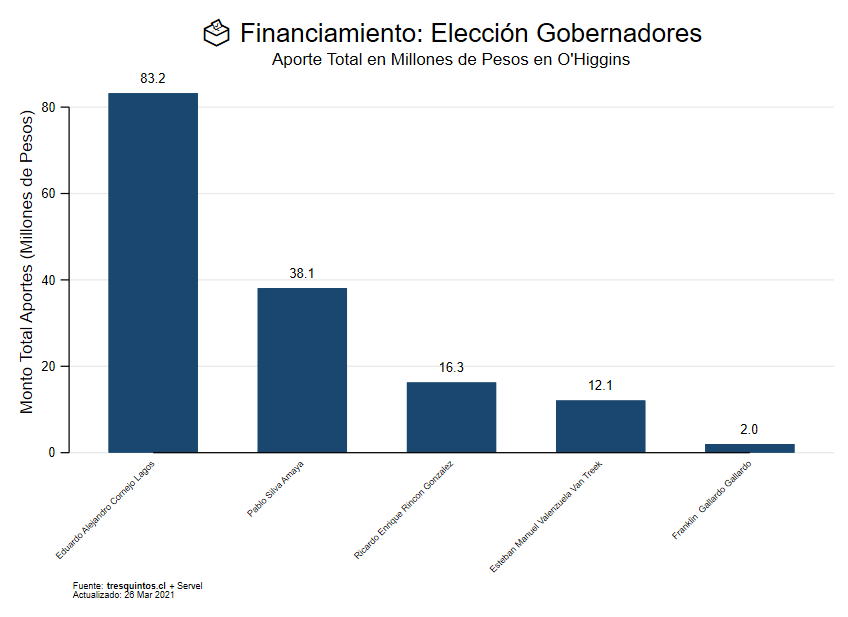 Financiamiento: Elección Gobernadores
Aporte Total en Millones de Pesos en O'Higgins
Monto Total Aportes (Millones de Pesos)
80
60
40
20
0
83.2
38.1
16.3
12.1
2.0
Eduardo Alejandro Cornejo Lagos
Pablo Silva Amaya
Ricardo Enrique Rincon Gonzalez
Esteban Manuel Valenzuela Van Treek
Franklin  Gallardo Gallardo
Fuente: tresquintos.cl + Servel
Actualizado: 26 Mar 2021